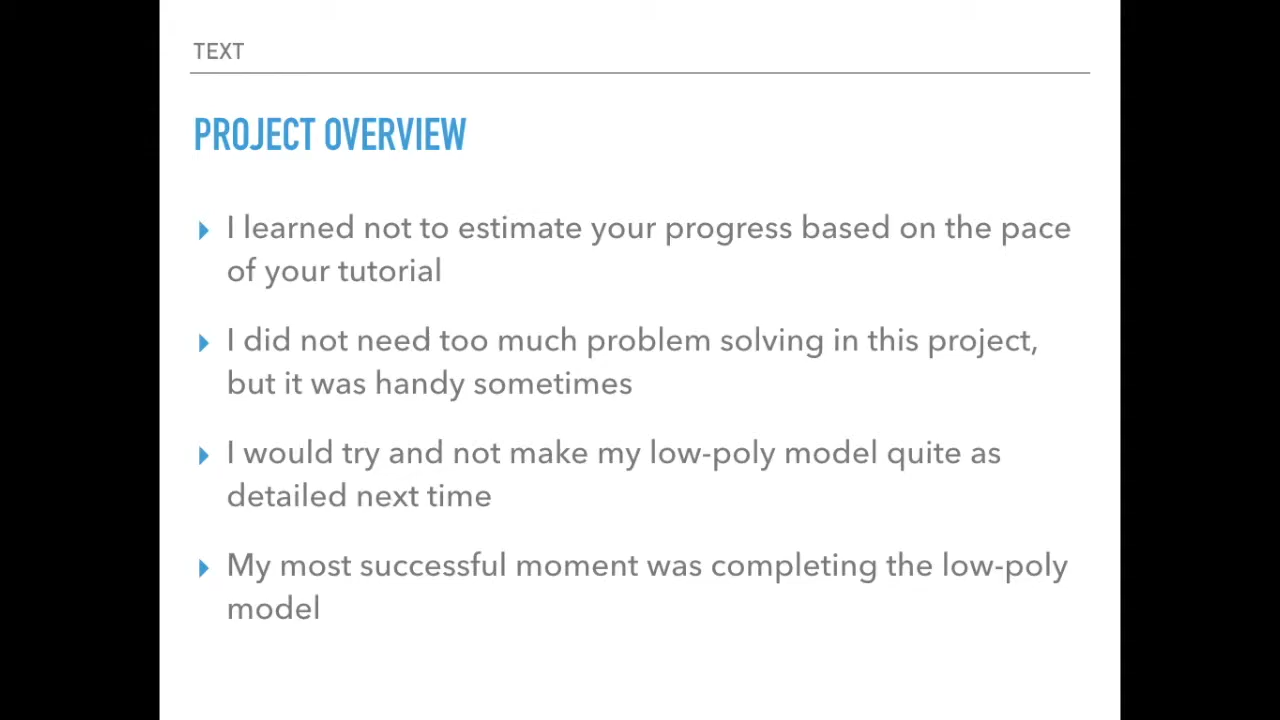 TEXT
PROJECT OVERVIEW
I learned not to estimate your progress based on the pace
of your tutorial
I did not need too much problem solving in this project,
but it was handy sometimes
I would try and not make my low-poly model quite as
detailed next time
My most successful moment was completing the low-poly
model